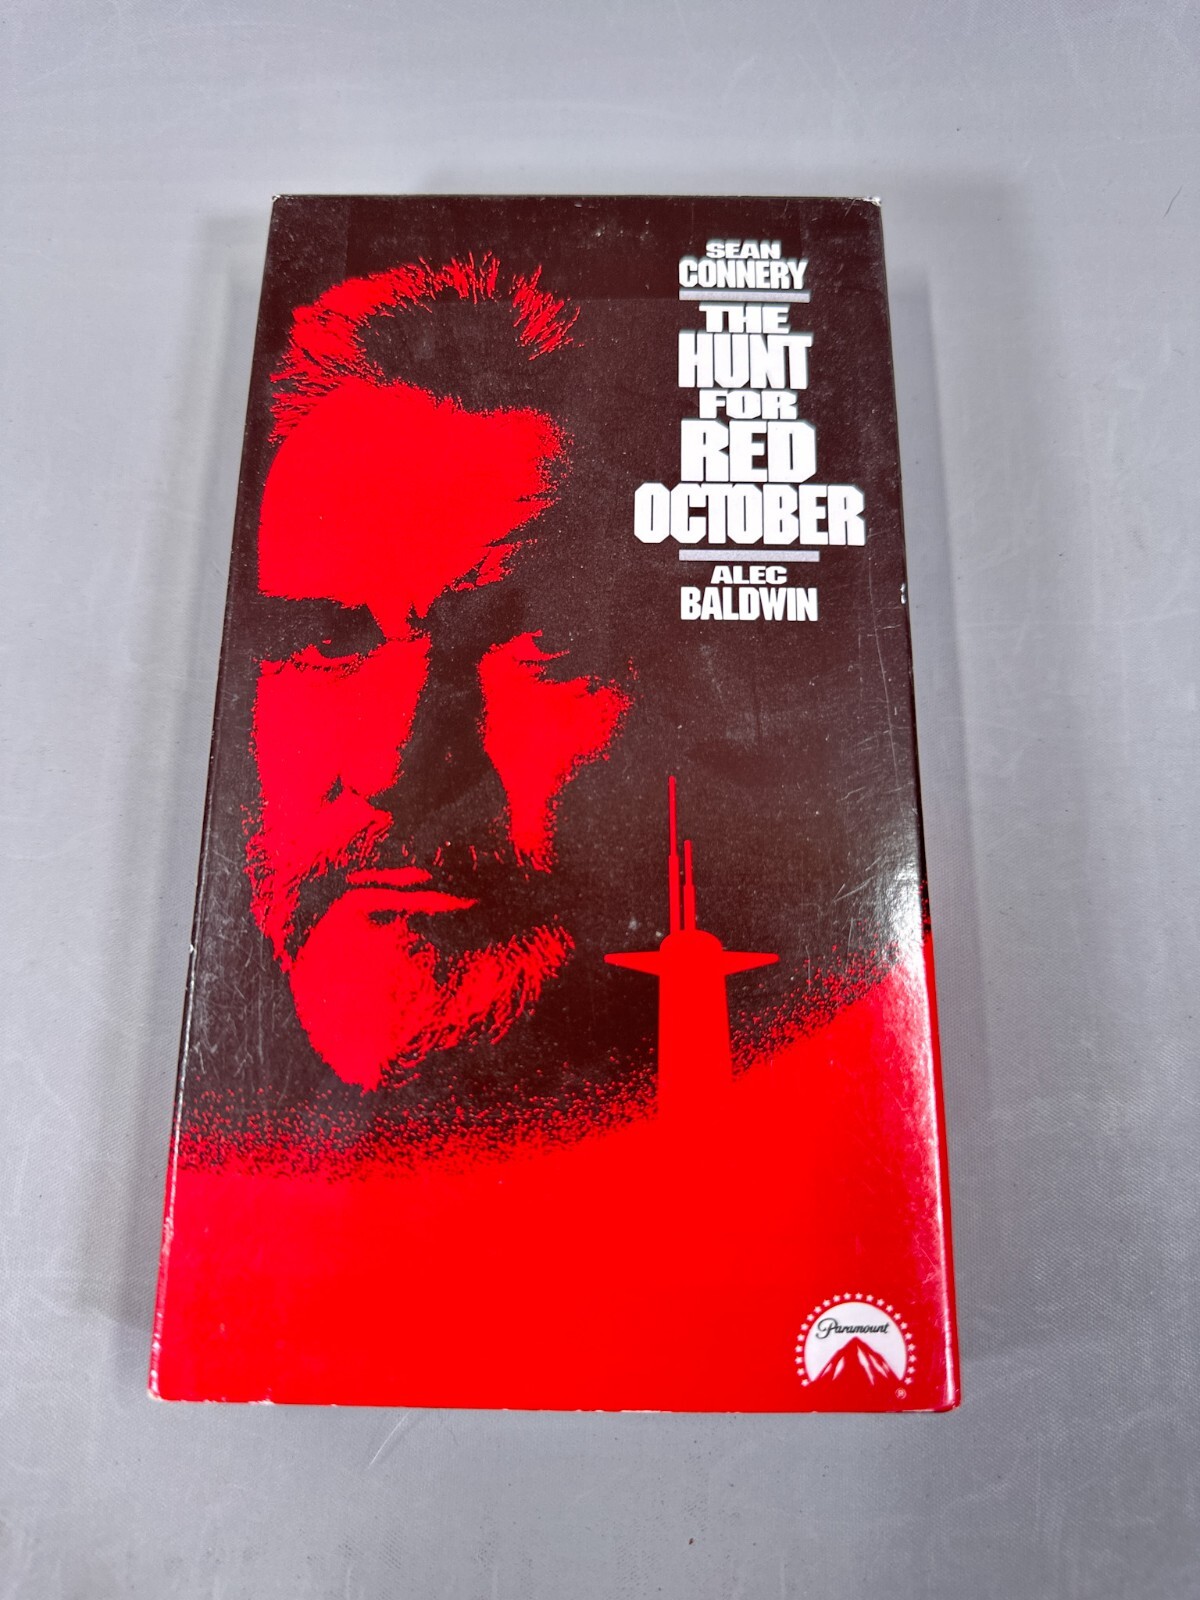 SEAN
CONNERY
THE
HUNT
FOR
RED
OCTOBER
ALEC
BALDWIN
Paramount
®